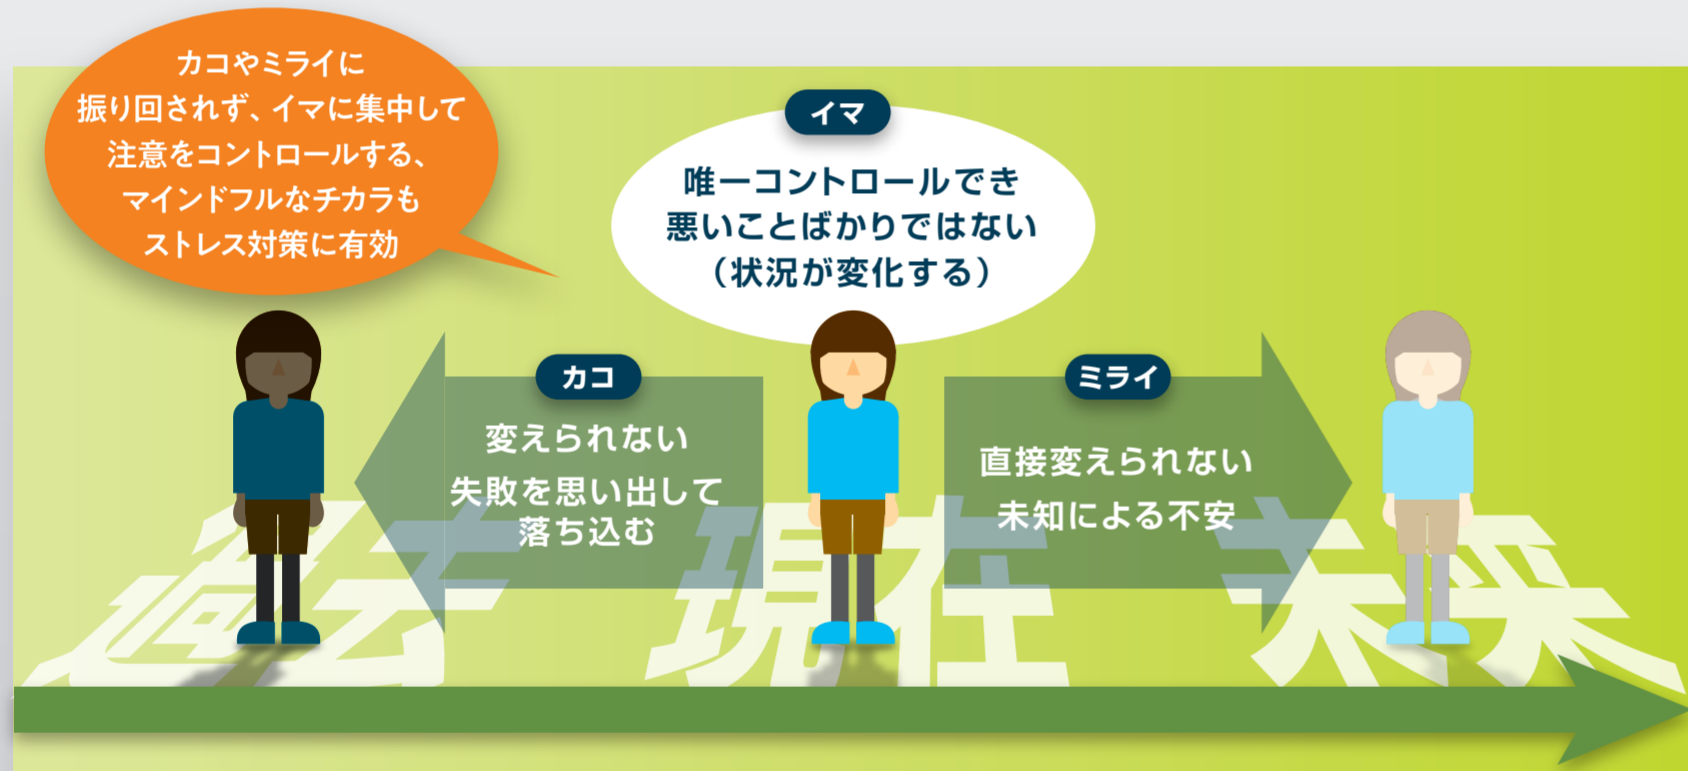 カコやミライに
振り回されず、イマに集中して
注意をコントロールする、
マインドフルなチカラも
ストレス対策に有効
イマ
唯一コントロールでき
悪いことばかりではない
（状況が変化する）
カコ
変えられない
失敗を思い出して
落ち込む
ミライ
直接変えられない
未知による不安
過去
現在
未来